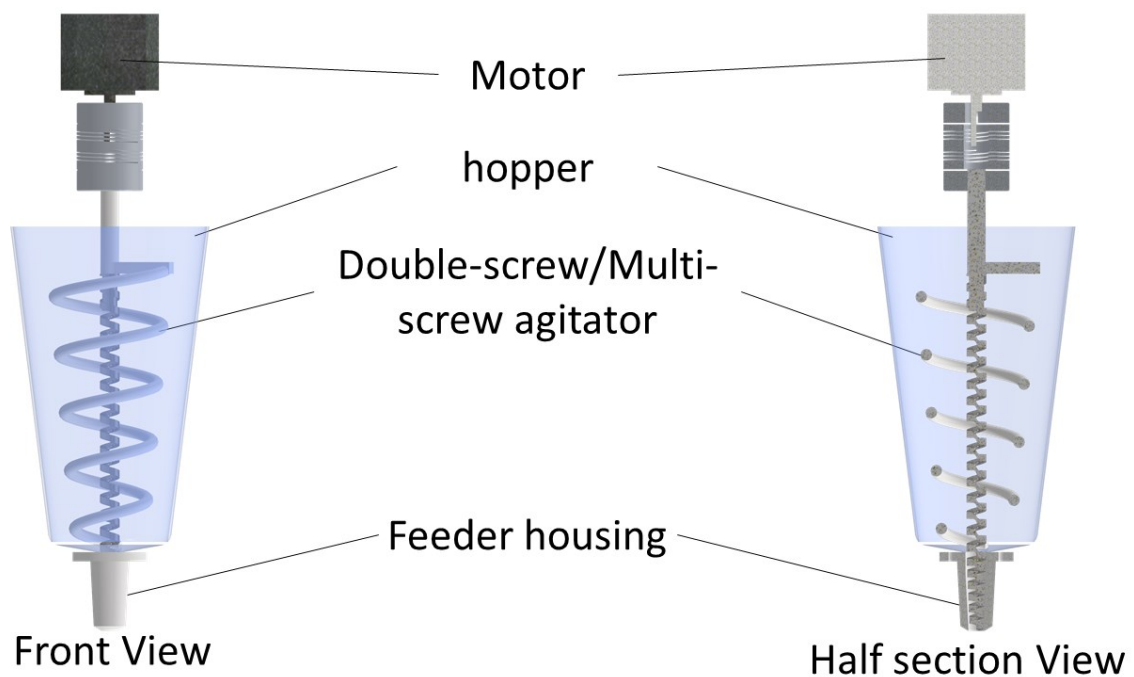 Motor
hopper
Double-screw/Multi-
screw agitator
Feeder housing
Front View
Half section View